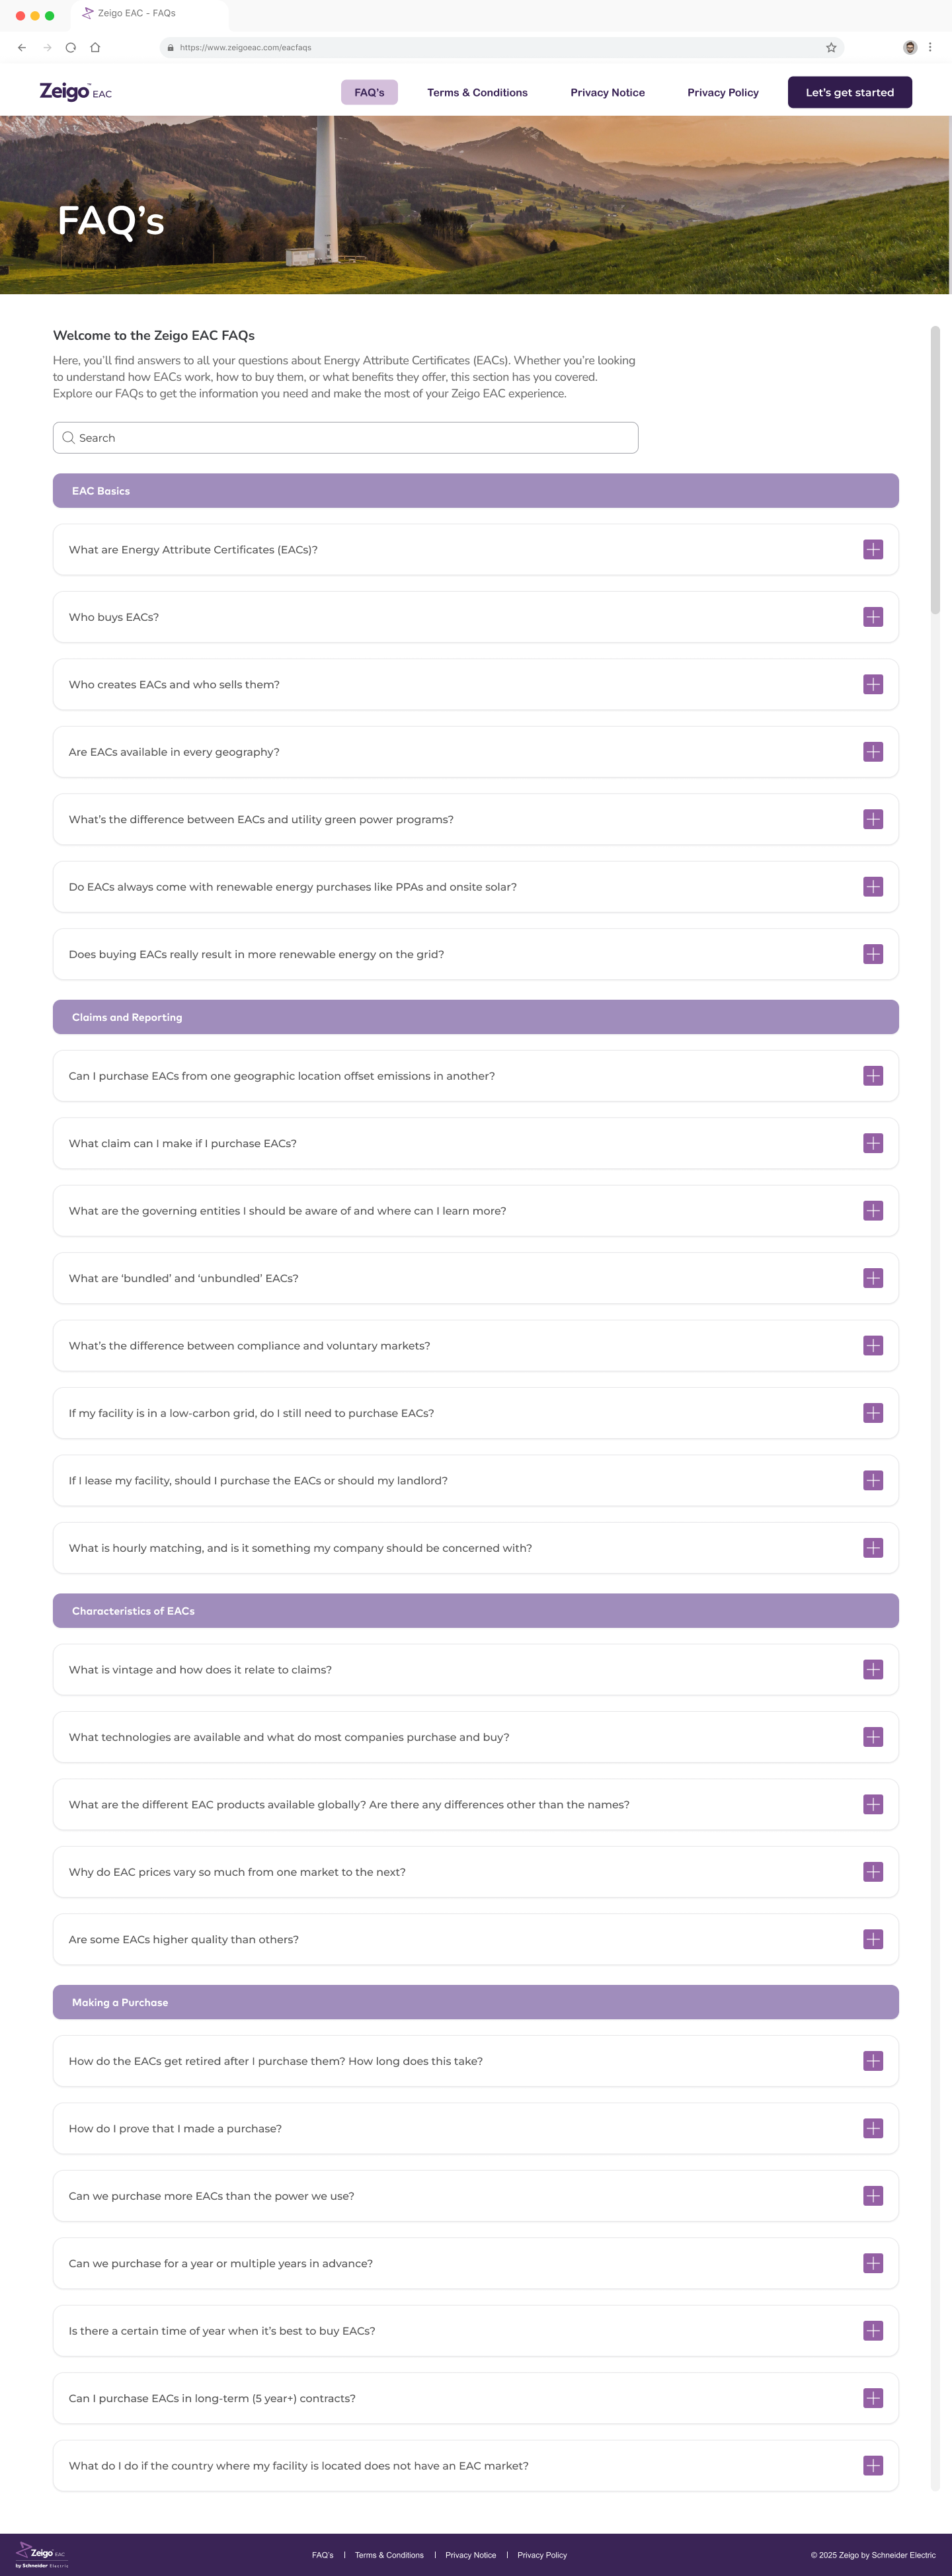 Zeigo EAC - FAQs
https://www.zeigoeac.com/eacfaqs
Zeigo™ EAC
FAQ's
Terms & Conditions
Privacy Notice
Privacy Policy
Let's get started
FAQ's
Welcome to the Zeigo EAC FAQs
Here, you'll find answers to all your questions about Energy Attribute Certificates (EACs). Whether you're looking
to understand how EACs work, how to buy them, or what benefits they offer, this section has you covered.
Explore our FAQs to get the information you need and make the most of your Zeigo EAC experience.
Search
EAC Basics
What are Energy Attribute Certificates (EACs)?
Who buys EACs?
Who creates EACs and who sells them?
Are EACs available in every geography?
What's the difference between EACs and utility green power programs?
Do EACs always come with renewable energy purchases like PPAs and onsite solar?
Does buying EACs really result in more renewable energy on the grid?
Claims and Reporting
Can I purchase EACs from one geographic location offset emissions in another?
What claim can I make if I purchase EACs?
What are the governing entities I should be aware of and where can I learn more?
What are ‘bundled’ and ‘unbundled’ EACs?
What's the difference between compliance and voluntary markets?
If my facility is in a low-carbon grid, do I still need to purchase EACs?
If I lease my facility, should I purchase the EACs or should my landlord?
What is hourly matching, and is it something my company should be concerned with?
Characteristics of EACs
What is vintage and how does it relate to claims?
What technologies are available and what do most companies purchase and buy?
What are the different EAC products available globally? Are there any differences other than the names?
Why do EAC prices vary so much from one market to the next?
Are some EACs higher quality than others?
Making a Purchase
How do the EACs get retired after I purchase them? How long does this take?
How do I prove that I made a purchase?
Can we purchase more EACs than the power we use?
Can we purchase for a year or multiple years in advance?
Is there a certain time of year when it's best to buy EACs?
Can I purchase EACs in long-term (5 year+) contracts?
What do I do if the country where my facility is located does not have an EAC market?
Zeigo EAC
by Schneider Electric
FAQ's | Terms & Conditions | Privacy Notice | Privacy Policy
© 2025 Zeigo by Schneider Electric